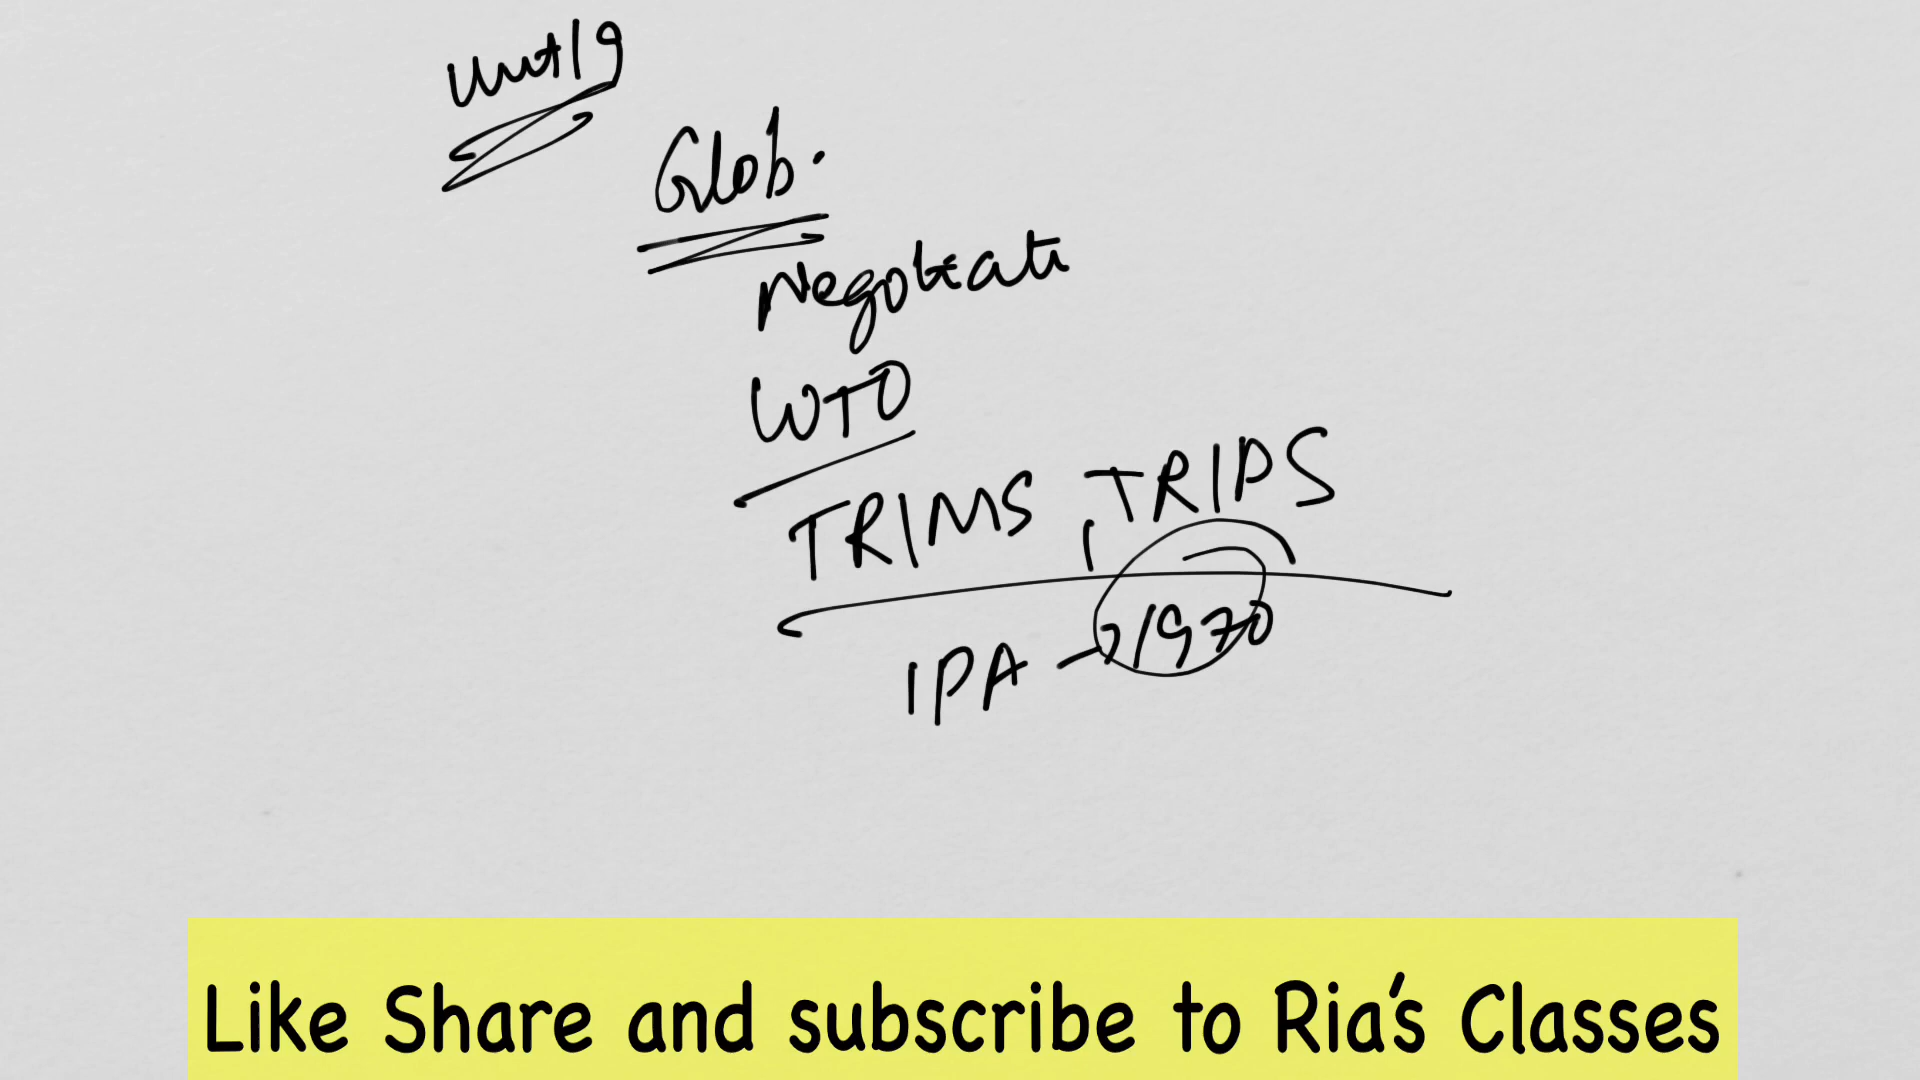 Unit 19
Glob.
Negotiati
WTO
TRIMS, TRIPS
IPA → 1970
Like Share and subscribe to Ria's Classes